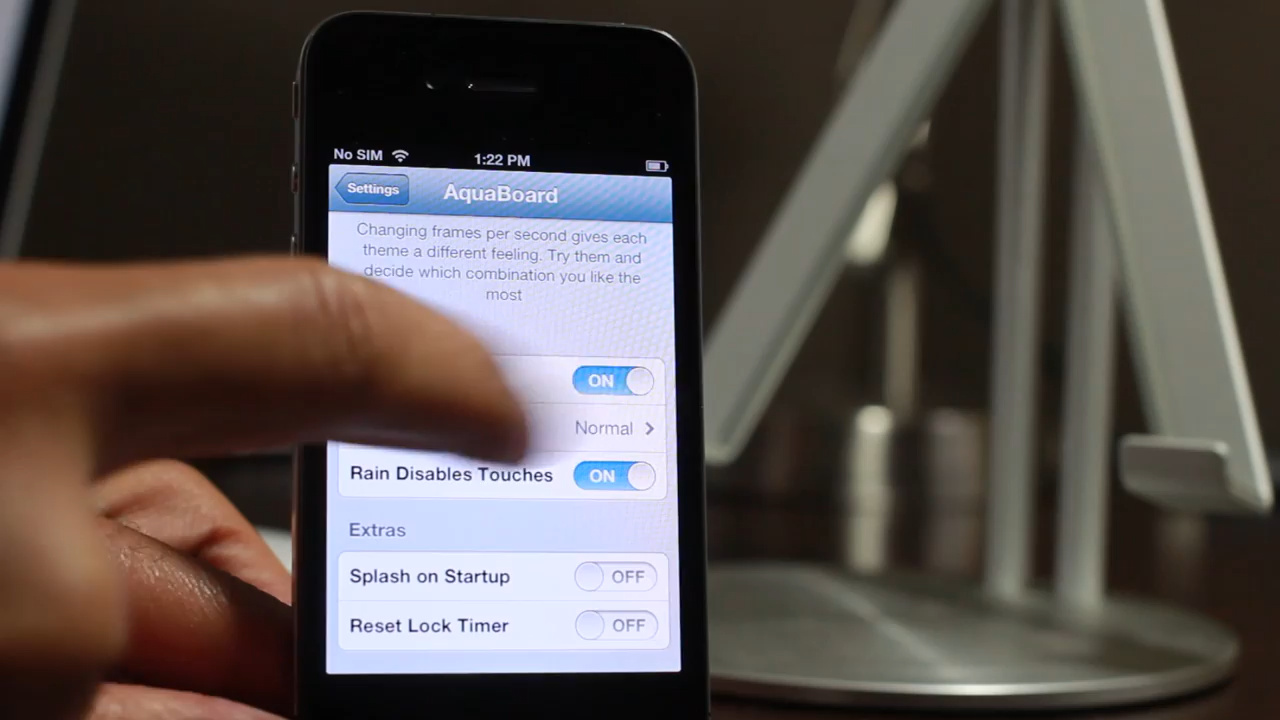 No SIM 1:22 PM
Settings AquaBoard
Changing frames per second gives each
theme a different feeling. Try them and
decide which combination you like the
most
ON
Normal
Rain Disables Touches ON
Extras
Splash on Startup OFF
Reset Lock Timer OFF